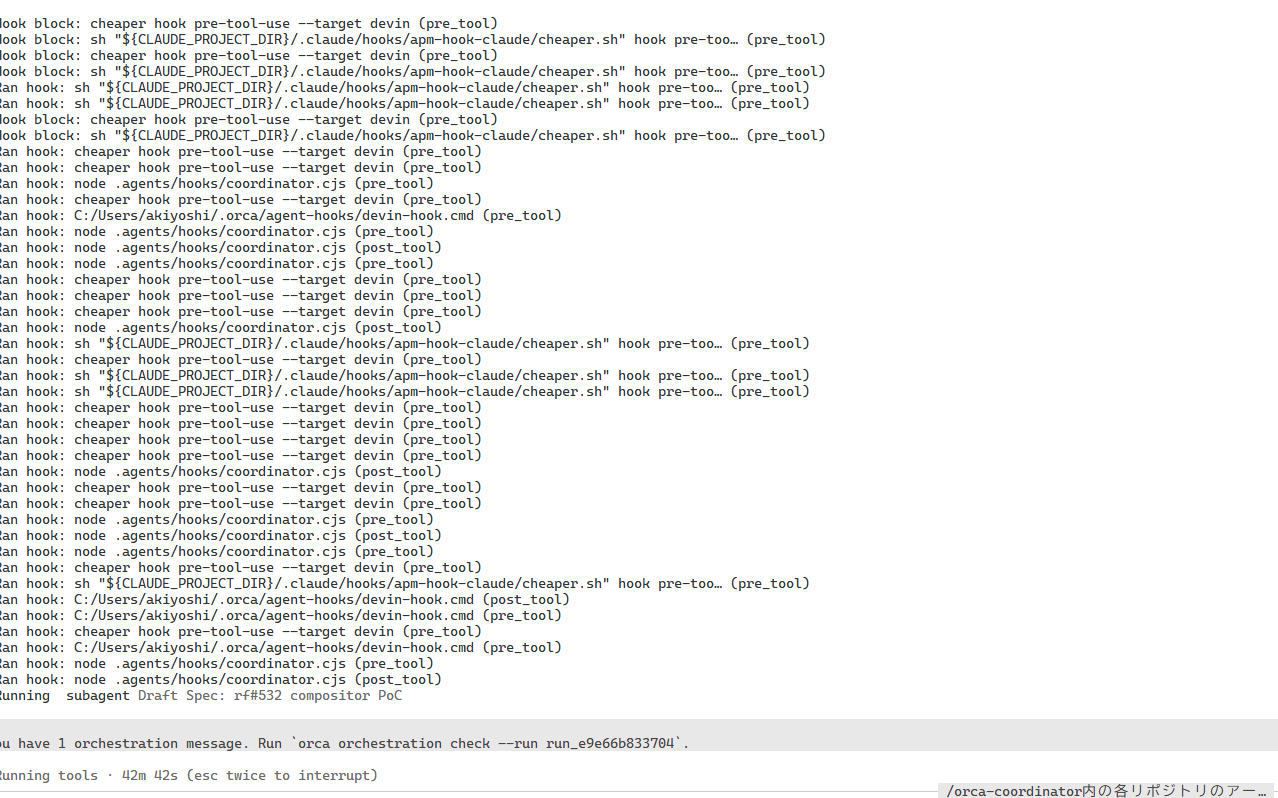 Hook block: cheaper hook pre-tool-use --target devin (pre_tool)
Hook block: sh "${CLAUDE_PROJECT_DIR}/.claude/hooks/apm-hook-claude/cheaper.sh" hook pre-too… (pre_tool)
Hook block: cheaper hook pre-tool-use --target devin (pre_tool)
Hook block: sh "${CLAUDE_PROJECT_DIR}/.claude/hooks/apm-hook-claude/cheaper.sh" hook pre-too… (pre_tool)
Ran hook: sh "${CLAUDE_PROJECT_DIR}/.claude/hooks/apm-hook-claude/cheaper.sh" hook pre-too… (pre_tool)
Ran hook: sh "${CLAUDE_PROJECT_DIR}/.claude/hooks/apm-hook-claude/cheaper.sh" hook pre-too… (pre_tool)
Hook block: cheaper hook pre-tool-use --target devin (pre_tool)
Hook block: sh "${CLAUDE_PROJECT_DIR}/.claude/hooks/apm-hook-claude/cheaper.sh" hook pre-too… (pre_tool)
Ran hook: cheaper hook pre-tool-use --target devin (pre_tool)
Ran hook: cheaper hook pre-tool-use --target devin (pre_tool)
Ran hook: node .agents/hooks/coordinator.cjs (pre_tool)
Ran hook: cheaper hook pre-tool-use --target devin (pre_tool)
Ran hook: C:/Users/akiyoshi/.orca/agent-hooks/devin-hook.cmd (pre_tool)
Ran hook: node .agents/hooks/coordinator.cjs (pre_tool)
Ran hook: node .agents/hooks/coordinator.cjs (post_tool)
Ran hook: node .agents/hooks/coordinator.cjs (pre_tool)
Ran hook: cheaper hook pre-tool-use --target devin (pre_tool)
Ran hook: cheaper hook pre-tool-use --target devin (pre_tool)
Ran hook: cheaper hook pre-tool-use --target devin (pre_tool)
Ran hook: node .agents/hooks/coordinator.cjs (post_tool)
Ran hook: sh "${CLAUDE_PROJECT_DIR}/.claude/hooks/apm-hook-claude/cheaper.sh" hook pre-too… (pre_tool)
Ran hook: cheaper hook pre-tool-use --target devin (pre_tool)
Ran hook: sh "${CLAUDE_PROJECT_DIR}/.claude/hooks/apm-hook-claude/cheaper.sh" hook pre-too… (pre_tool)
Ran hook: sh "${CLAUDE_PROJECT_DIR}/.claude/hooks/apm-hook-claude/cheaper.sh" hook pre-too… (pre_tool)
Ran hook: cheaper hook pre-tool-use --target devin (pre_tool)
Ran hook: cheaper hook pre-tool-use --target devin (pre_tool)
Ran hook: cheaper hook pre-tool-use --target devin (pre_tool)
Ran hook: cheaper hook pre-tool-use --target devin (pre_tool)
Ran hook: node .agents/hooks/coordinator.cjs (post_tool)
Ran hook: cheaper hook pre-tool-use --target devin (pre_tool)
Ran hook: cheaper hook pre-tool-use --target devin (pre_tool)
Ran hook: node .agents/hooks/coordinator.cjs (pre_tool)
Ran hook: node .agents/hooks/coordinator.cjs (post_tool)
Ran hook: node .agents/hooks/coordinator.cjs (pre_tool)
Ran hook: cheaper hook pre-tool-use --target devin (pre_tool)
Ran hook: sh "${CLAUDE_PROJECT_DIR}/.claude/hooks/apm-hook-claude/cheaper.sh" hook pre-too… (pre_tool)
Ran hook: C:/Users/akiyoshi/.orca/agent-hooks/devin-hook.cmd (post_tool)
Ran hook: C:/Users/akiyoshi/.orca/agent-hooks/devin-hook.cmd (pre_tool)
Ran hook: cheaper hook pre-tool-use --target devin (pre_tool)
Ran hook: C:/Users/akiyoshi/.orca/agent-hooks/devin-hook.cmd (pre_tool)
Ran hook: node .agents/hooks/coordinator.cjs (pre_tool)
Ran hook: node .agents/hooks/coordinator.cjs (post_tool)
Running  subagent Draft Spec: rf#532 compositor PoC
ou have 1 orchestration message. Run `orca orchestration check --run run_e9e66b833704`.
Running tools · 42m 42s (esc twice to interrupt)
/orca-coordinator内の各リポジトリのアー…